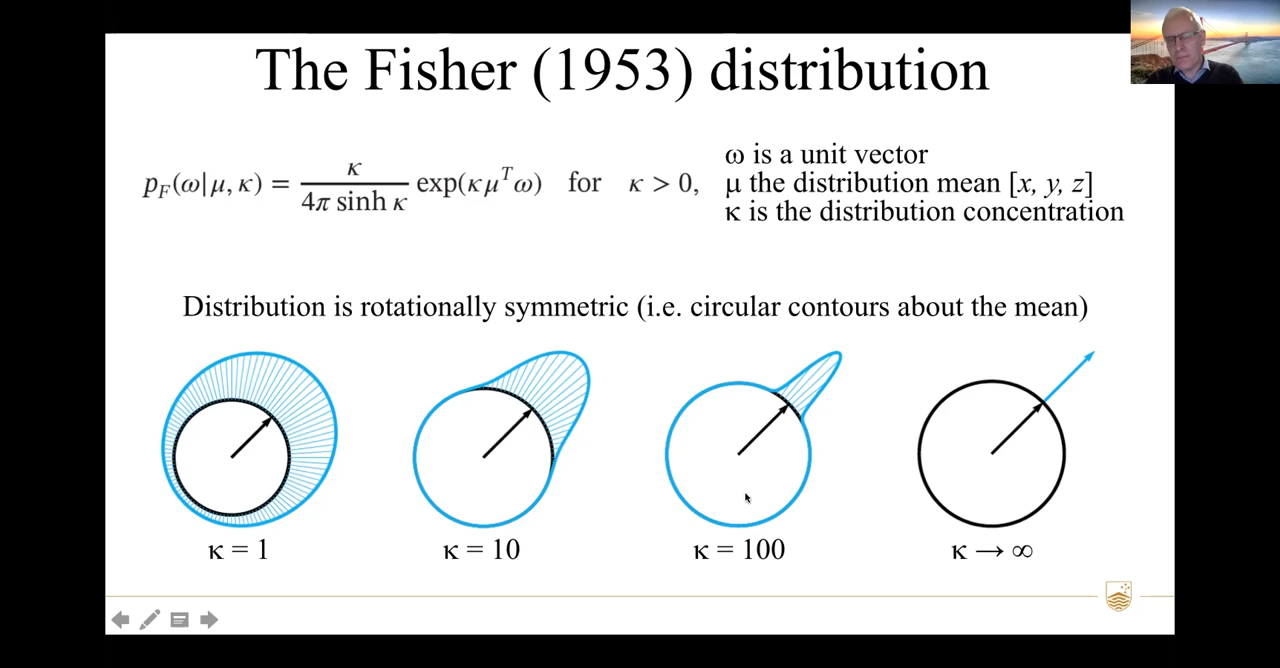 The Fisher (1953) distribution
p_F(ω|μ, κ) = κ / (4π sinh κ) exp(κμ^T ω) for κ > 0,
ω is a unit vector
μ the distribution mean [x, y, z]
κ is the distribution concentration
Distribution is rotationally symmetric (i.e. circular contours about the mean)
κ = 1
κ = 10
κ = 100
κ → ∞